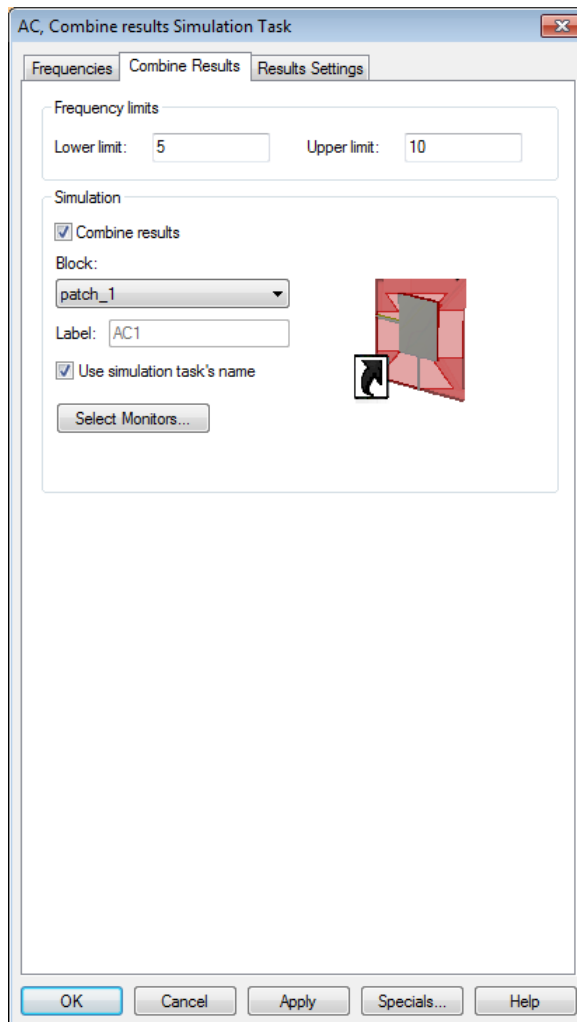 AC, Combine results Simulation Task
Frequencies Combine Results Results Settings
Frequency limits
Lower limit: 5 Upper limit: 10
Simulation
Combine results
Block:
patch_1
Label: AC1
Use simulation task's name
Select Monitors...
OK Cancel Apply Specials... Help